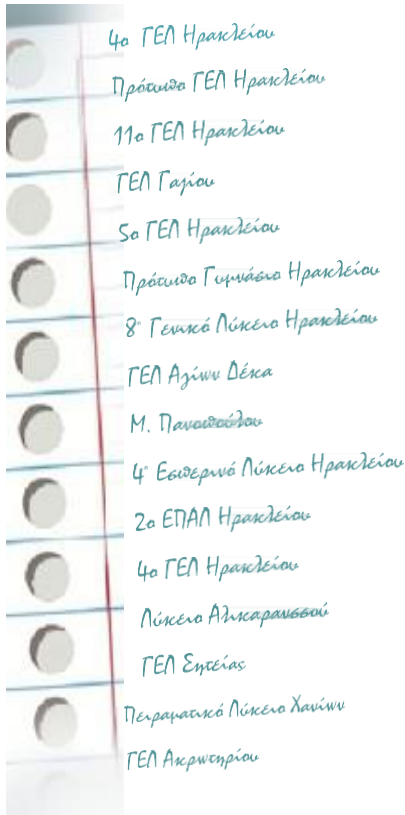 4ο ΓΕΛ Ηρακλείου
Πρότυπο ΓΕΛ Ηρακλείου
11ο ΓΕΛ Ηρακλείου
ΓΕΛ Γαζίου
5ο ΓΕΛ Ηρακλείου
Πρότυπο Γυμνάσιο Ηρακλείου
8ο Γενικό Λύκειο Ηρακλείου
ΓΕΛ Αγίων Δέκα
Μ. Πανοπούλου
4ο Εσπερινό Λύκειο Ηρακλείου
2ο ΕΠΑΛ Ηρακλείου
4ο ΓΕΛ Ηρακλείου
Λύκειο Αλικαρνασσού
ΓΕΛ Σητείας
Πειραματικό Λύκειο Χανίων
ΓΕΛ Ακρωτηρίου